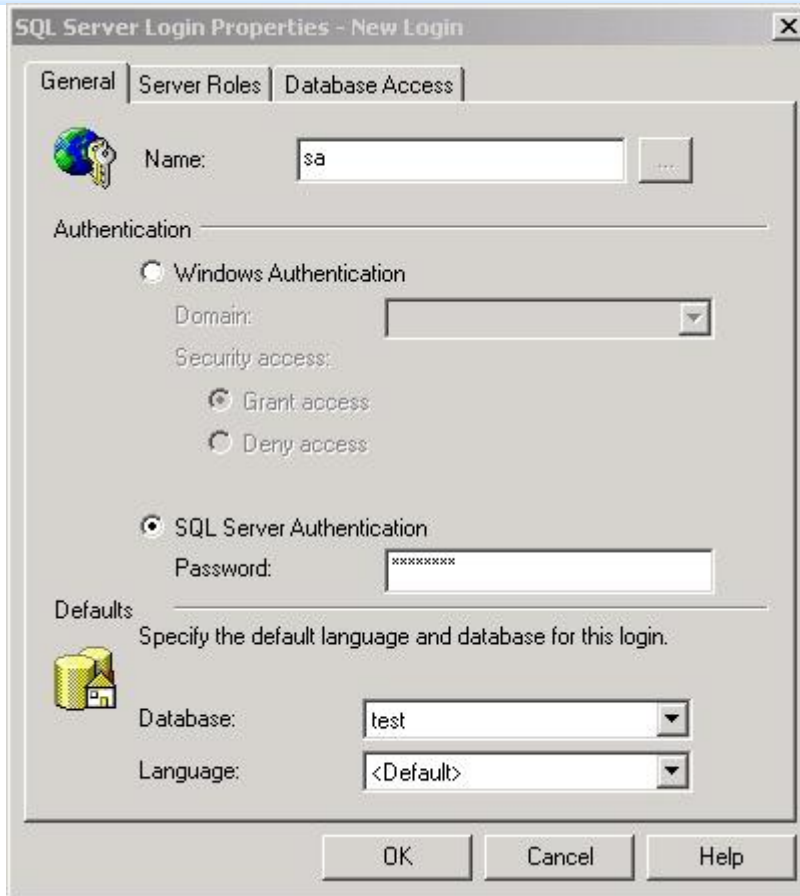 SQL Server Login Properties - New Login
General Server Roles Database Access
Name: sa ...
Authentication
Windows Authentication
Domain:
Security access:
Grant access
Deny access
SQL Server Authentication
Password: ********
Defaults
Specify the default language and database for this login.
Database: test
Language: <Default>
OK Cancel Help